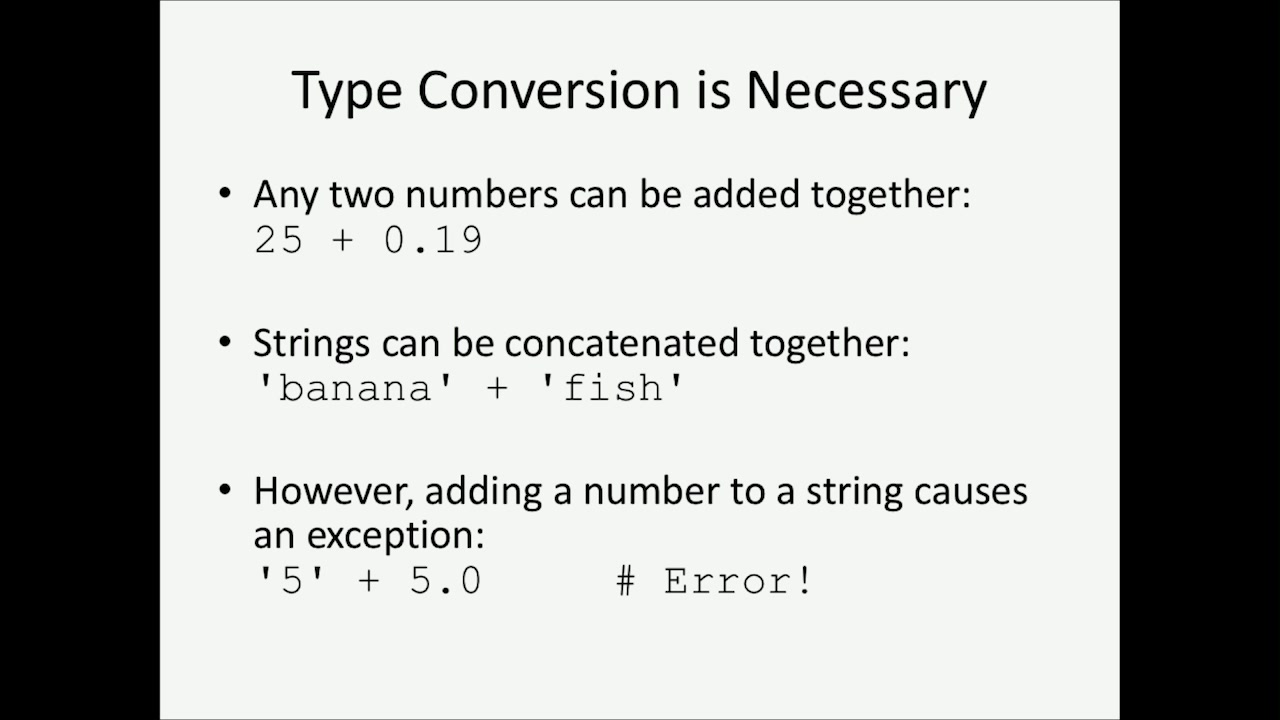 Type Conversion is Necessary
• Any two numbers can be added together:
25 + 0.19
• Strings can be concatenated together:
'banana' + 'fish'
• However, adding a number to a string causes
an exception:
'5' + 5.0     # Error!